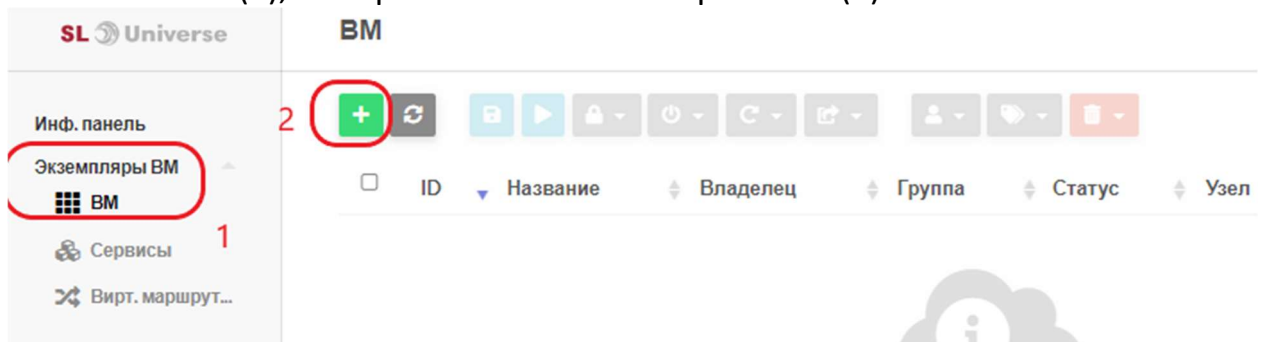 SL Universe
ВМ
Инф. панель
2
Экземпляры ВМ
ВМ
1
Сервисы
Вирт. маршрут...
ID Название Владелец Группа Статус Узел